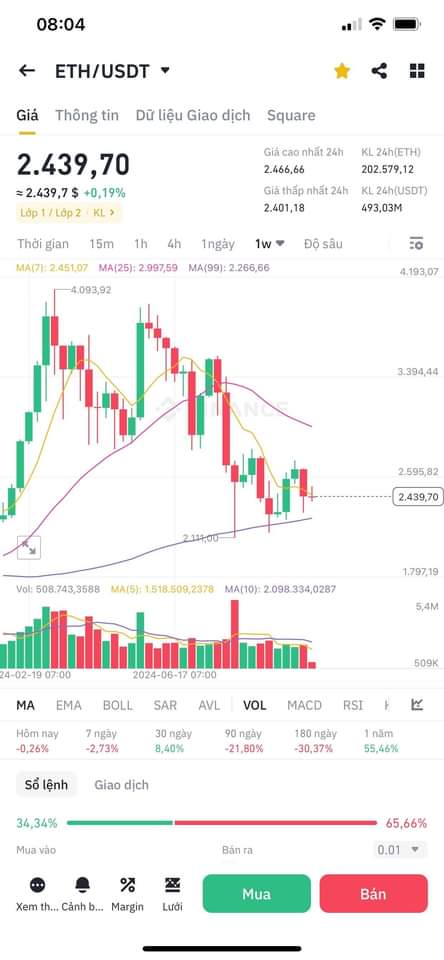 08:04
ETH/USDT
Giá Thông tin Dữ liệu Giao dịch Square
2.439,70
≈ 2.439,7 $ +0,19%
Lớp 1 / Lớp 2 · KL >
Giá cao nhất 24h KL 24h(ETH)
2.466,66 202.579,12
Giá thấp nhất 24h KL 24h(USDT)
2.401,18 493,03M
Thời gian 15m 1h 4h 1ngày 1w Độ sâu
MA(7): 2.451,07 MA(25): 2.997,59 MA(99): 2.266,66
4.193,07
4.093,92
3.394,44
BINANCE
2.595,82
2.439,70
2.111,00
1.797,19
Vol: 508.743,3588 MA(5): 1.518.509,2378 MA(10): 2.098.334,0287
5,4M
509K
24-02-19 07:00 2024-06-17 07:00
MA EMA BOLL SAR AVL VOL MACD RSI
Hôm nay 7 ngày 30 ngày 90 ngày 180 ngày 1 năm
-0,26% -2,73% 8,40% -21,80% -30,37% 55,46%
Sổ lệnh Giao dịch
34,34% 65,66%
Mua vào Bán ra 0.01
Xem th... Cảnh b... Margin Lưới
Mua Bán